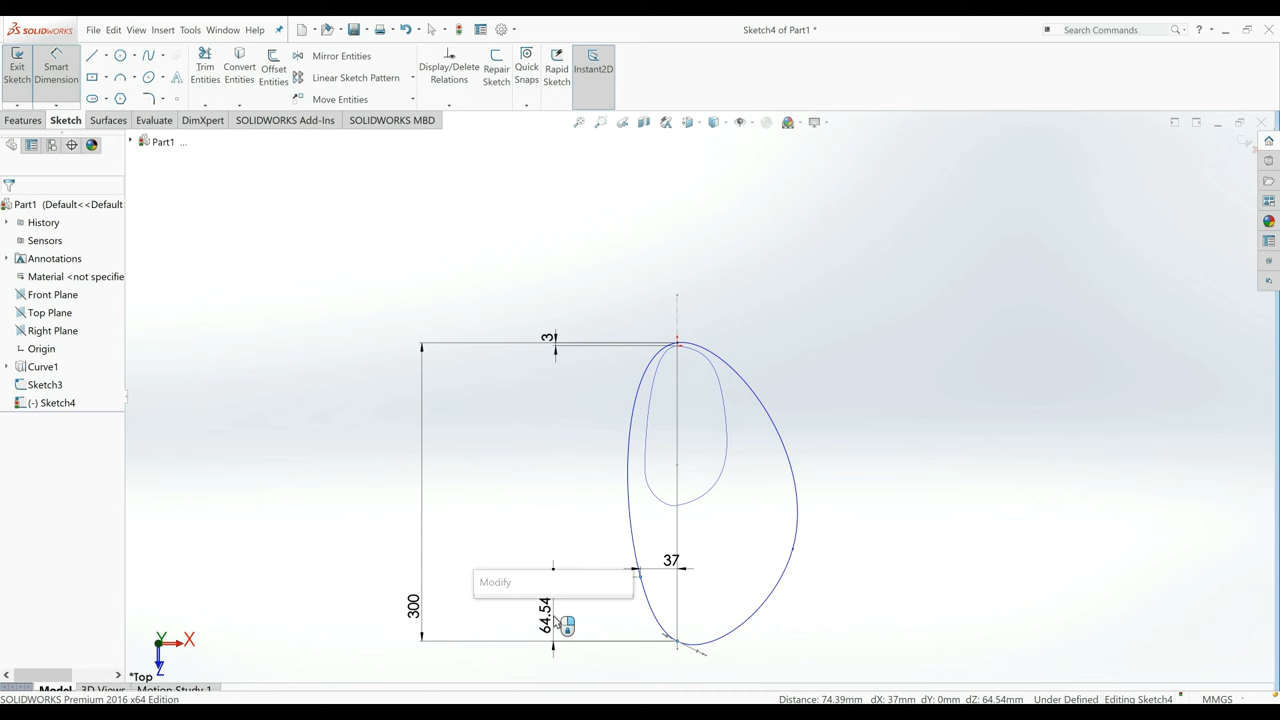 SOLIDWORKS File Edit View Insert Tools Window Help Sketch4 of Part1 * Search Commands
Exit Sketch Smart Dimension Trim Entities Convert Entities Offset Entities Mirror Entities Linear Sketch Pattern Move Entities Display/Delete Relations Repair Sketch Quick Snaps Rapid Sketch Instant2D
Features Sketch Surfaces Evaluate DimXpert SOLIDWORKS Add-Ins SOLIDWORKS MBD
Part1 ...
Part1 (Default<<Default
History
Sensors
Annotations
Material <not specifie
Front Plane
Top Plane
Right Plane
Origin
Curve1
Sketch3
(-) Sketch4
3
37
Modify
300
64.54
Y
X
Z
*Top
Model 3D Views Motion Study 1
SOLIDWORKS Premium 2016 x64 Edition Distance: 74.39mm dX: 37mm dY: 0mm dZ: 64.54mm Under Defined Editing Sketch4 MMGS